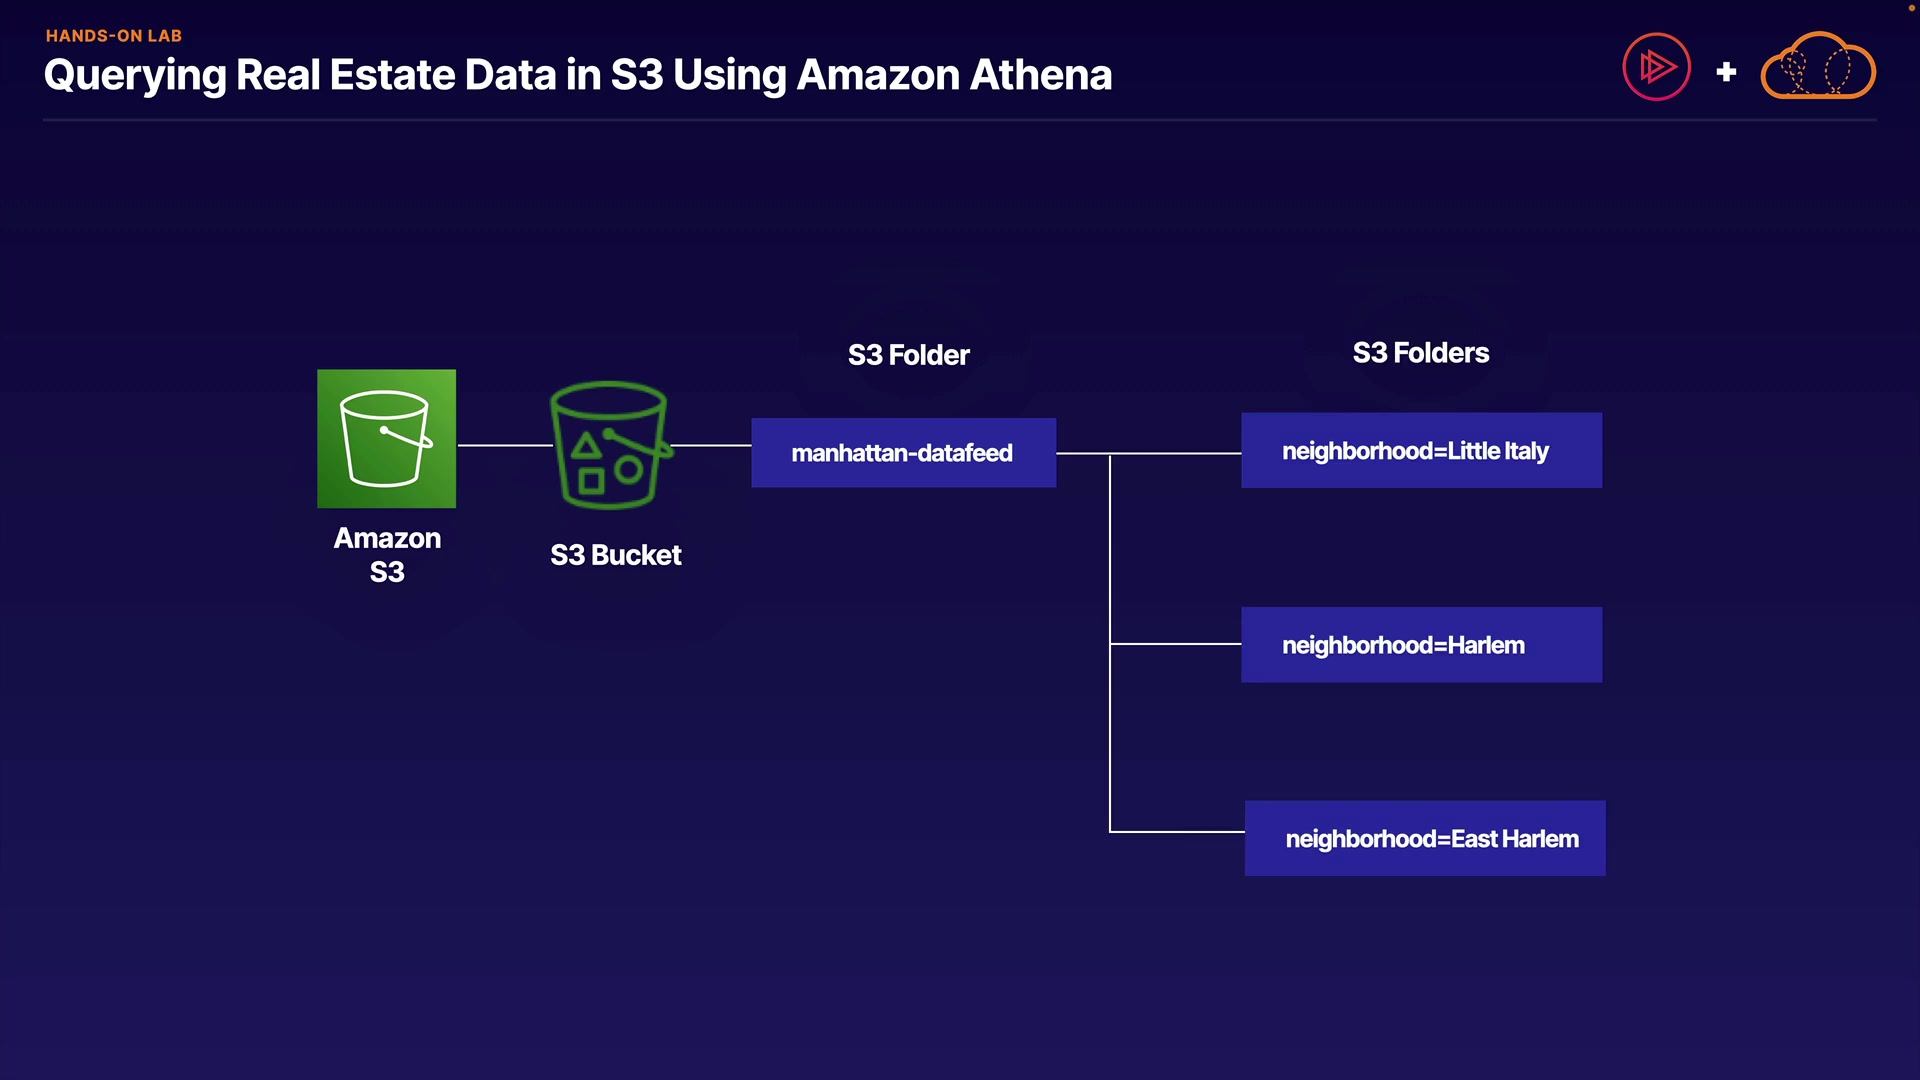 HANDS-ON LAB
Querying Real Estate Data in S3 Using Amazon Athena
+
S3 Folder
S3 Folders
manhattan-datafeed
neighborhood=Little Italy
Amazon
S3
S3 Bucket
neighborhood=Harlem
neighborhood=East Harlem